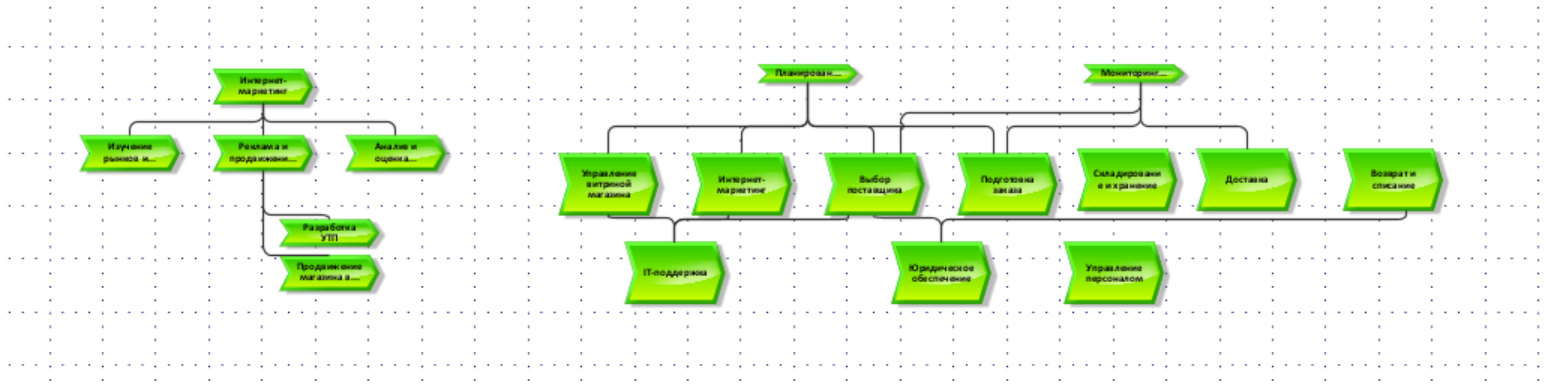 Интернет-
маркетинг
Изучение
рынков и...
Реклама и
продвижени...
Анализ и
оценка...
Разработка
УТП
Продвижение
магазина в...
Планирован...
Мониторинг...
Управление
витриной
магазина
Интернет-
маркетинг
Выбор
поставщика
Подготовка
заказа
Складировани
е и хранение
Доставка
Возврат и
списание
IT-поддержка
Юридическое
обеспечение
Управление
персоналом